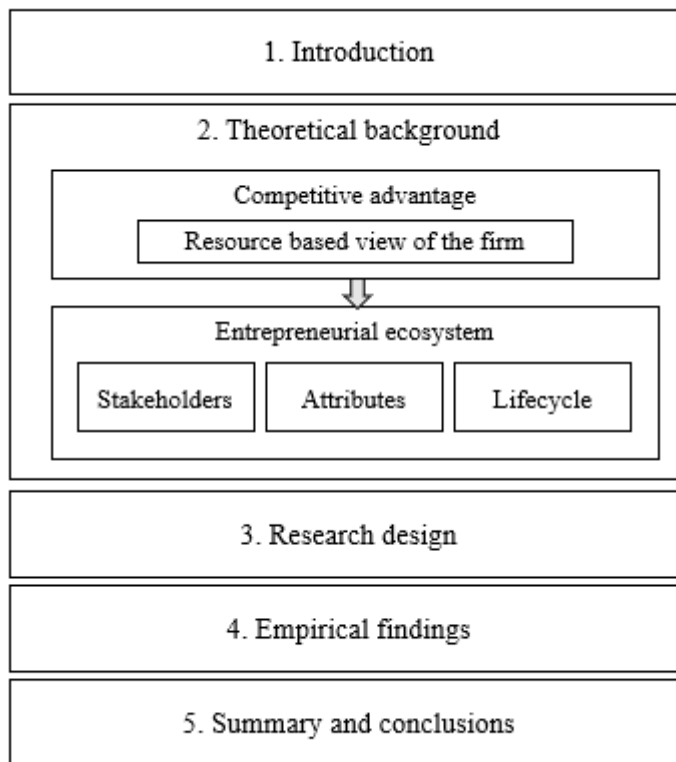 1. Introduction
2. Theoretical background
Competitive advantage
Resource based view of the firm
Entrepreneurial ecosystem
Stakeholders
Attributes
Lifecycle
3. Research design
4. Empirical findings
5. Summary and conclusions